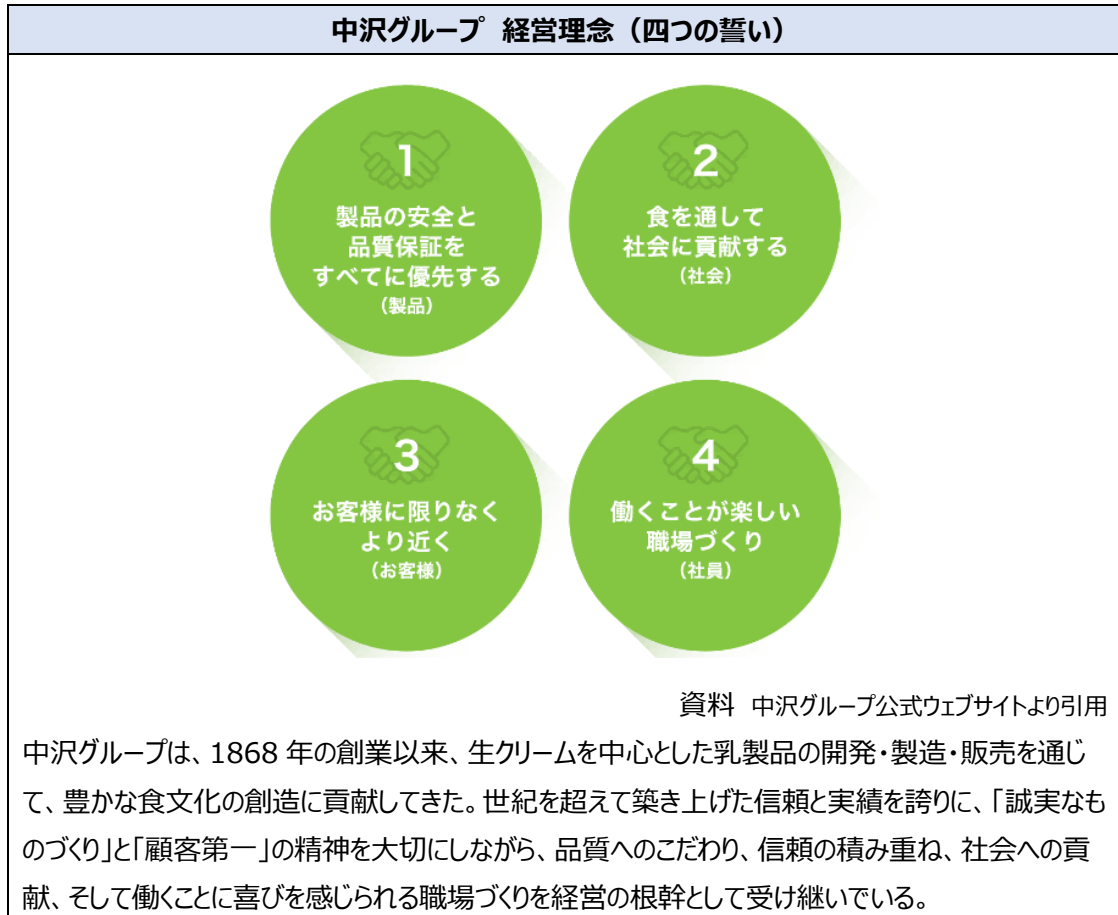 中沢グループ 経営理念（四つの誓い）
1
製品の安全と
品質保証を
すべてに優先する
（製品）
2
食を通して
社会に貢献する
（社会）
3
お客様に限りなく
より近く
（お客様）
4
働くことが楽しい
職場づくり
（社員）
資料 中沢グループ公式ウェブサイトより引用
中沢グループは、1868 年の創業以来、生クリームを中心とした乳製品の開発・製造・販売を通じ
て、豊かな食文化の創造に貢献してきた。世紀を超えて築き上げた信頼と実績を誇りに、「誠実なも
のづくり」と「顧客第一」の精神を大切にしながら、品質へのこだわり、信頼の積み重ね、社会への貢
献、そして働くことに喜びを感じられる職場づくりを経営の根幹として受け継いでいる。